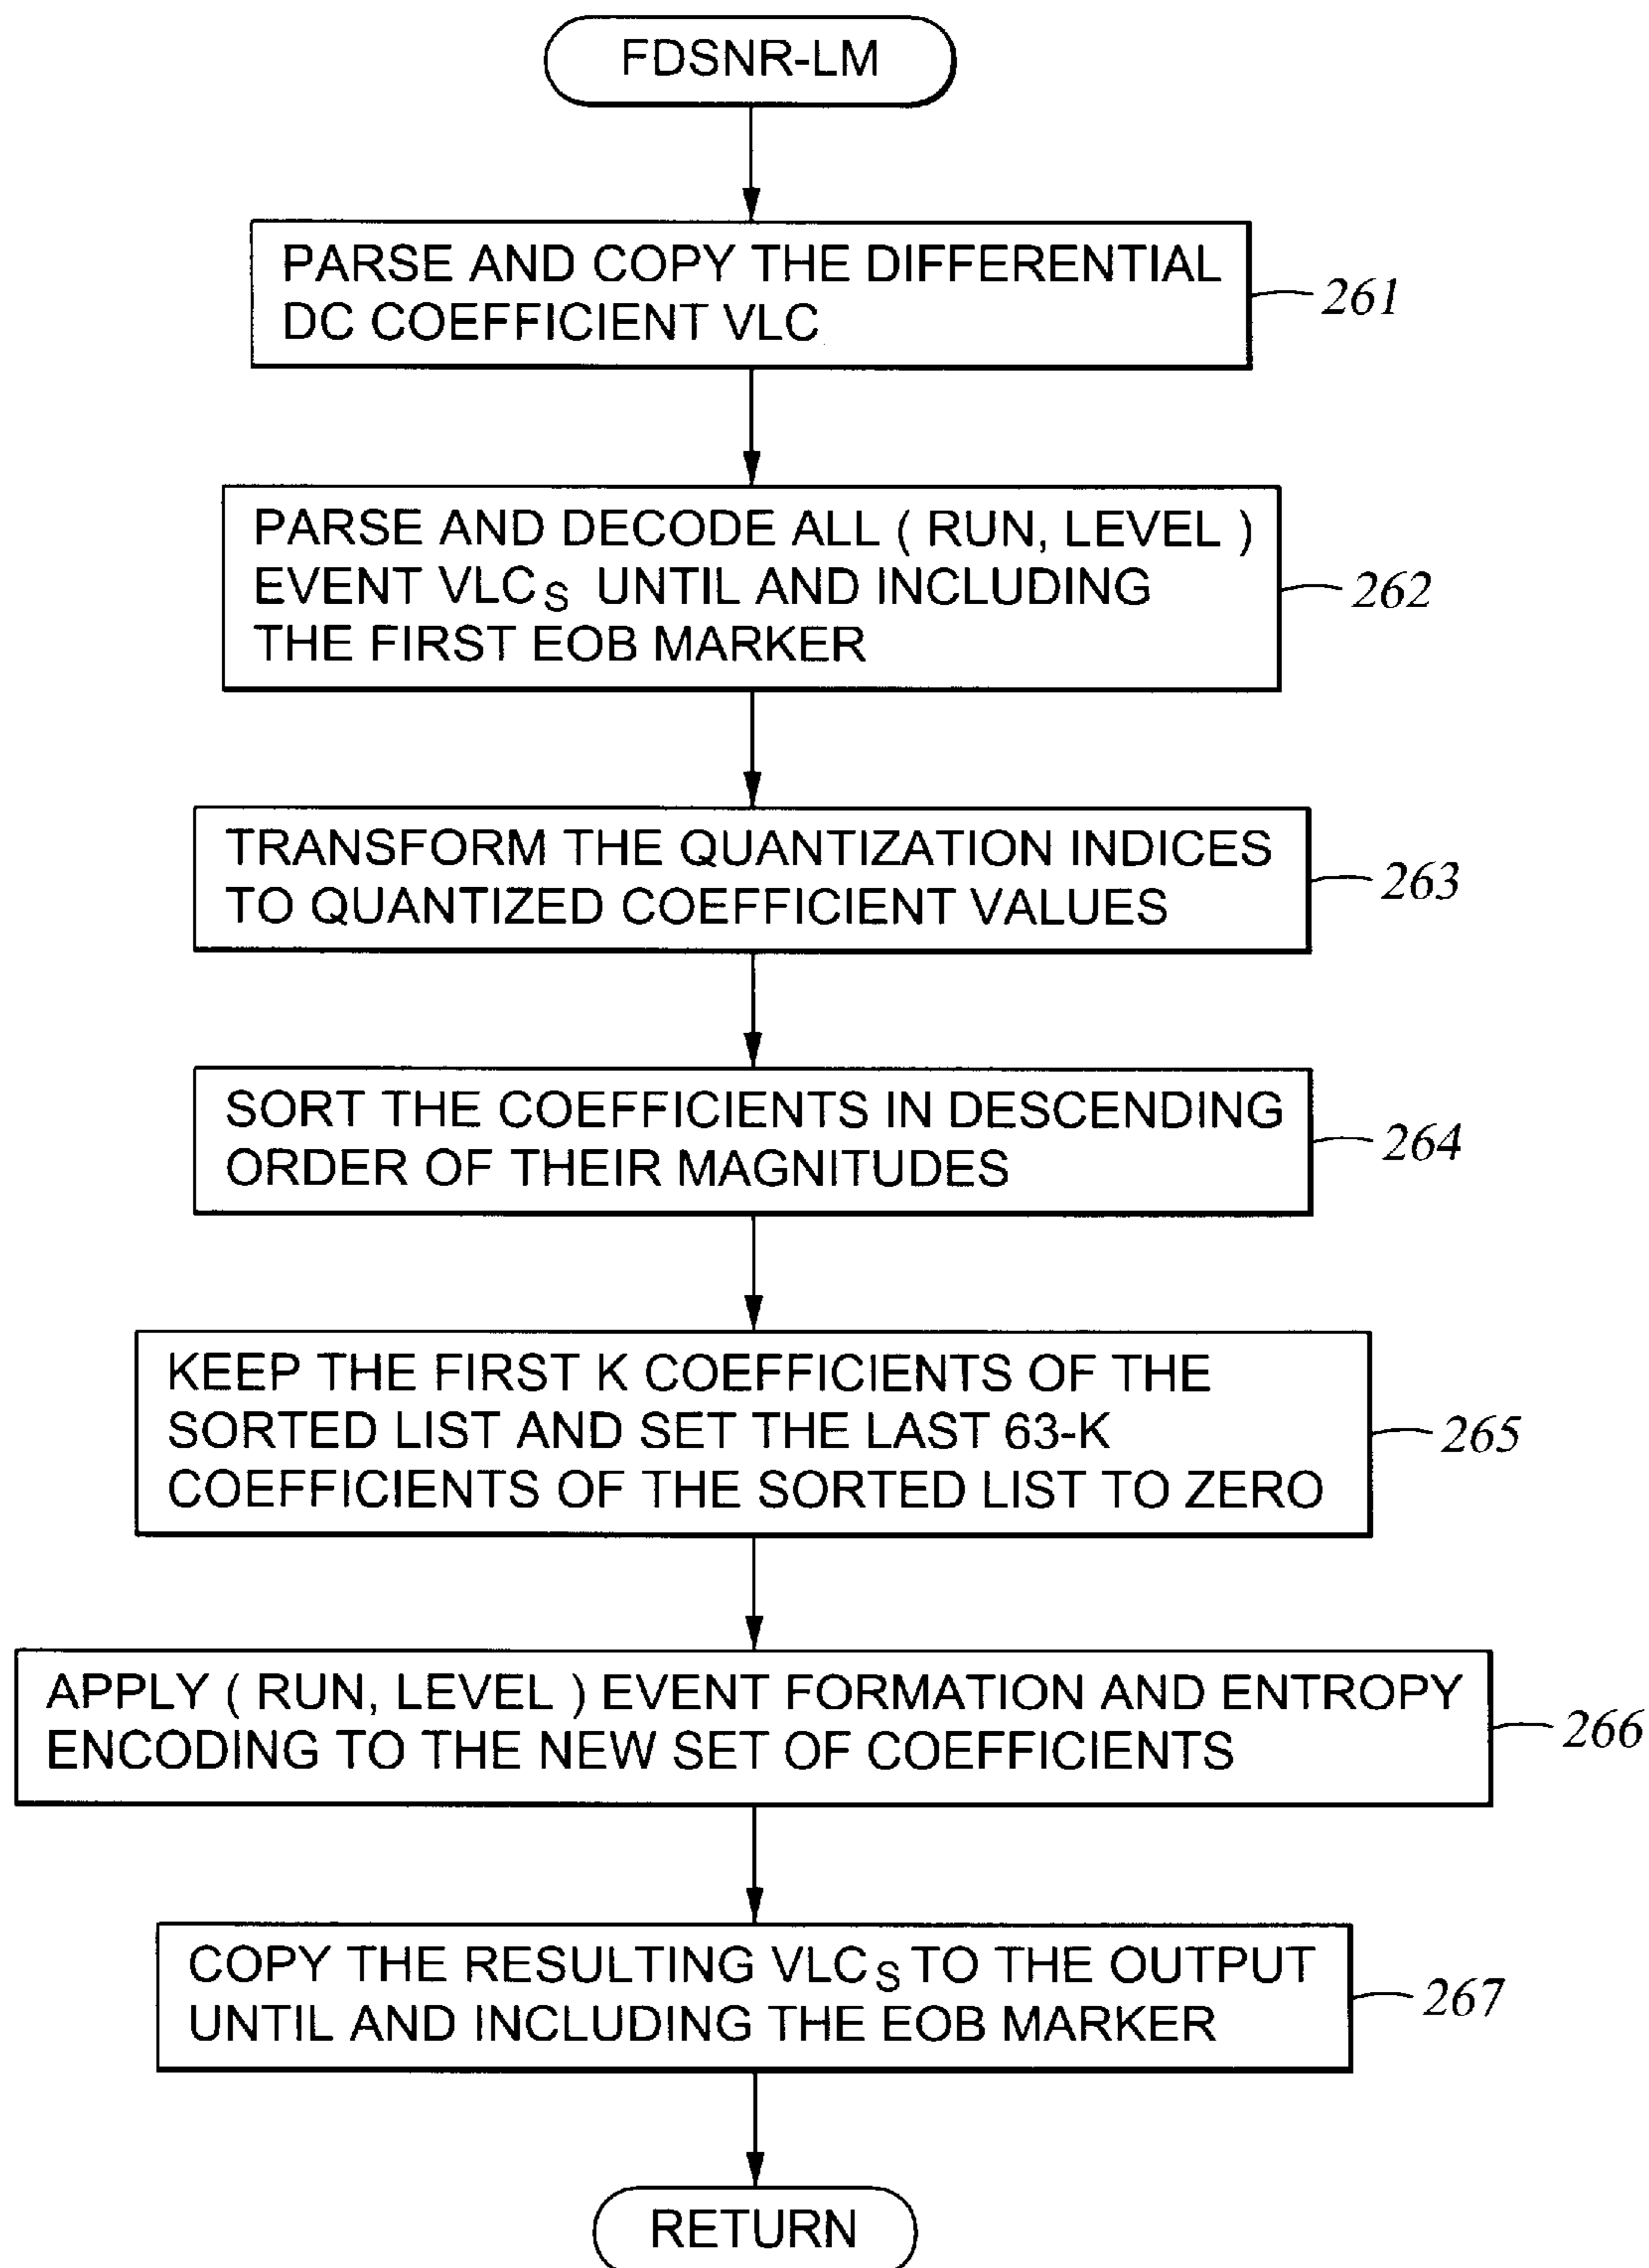 FDSNR-LM
PARSE AND COPY THE DIFFERENTIAL
DC COEFFICIENT VLC
261
PARSE AND DECODE ALL ( RUN, LEVEL )
EVENT VLCS UNTIL AND INCLUDING
THE FIRST EOB MARKER
262
TRANSFORM THE QUANTIZATION INDICES
TO QUANTIZED COEFFICIENT VALUES
263
SORT THE COEFFICIENTS IN DESCENDING
ORDER OF THEIR MAGNITUDES
264
KEEP THE FIRST K COEFFICIENTS OF THE
SORTED LIST AND SET THE LAST 63-K
COEFFICIENTS OF THE SORTED LIST TO ZERO
265
APPLY ( RUN, LEVEL ) EVENT FORMATION AND ENTROPY
ENCODING TO THE NEW SET OF COEFFICIENTS
266
COPY THE RESULTING VLCS TO THE OUTPUT
UNTIL AND INCLUDING THE EOB MARKER
267
RETURN